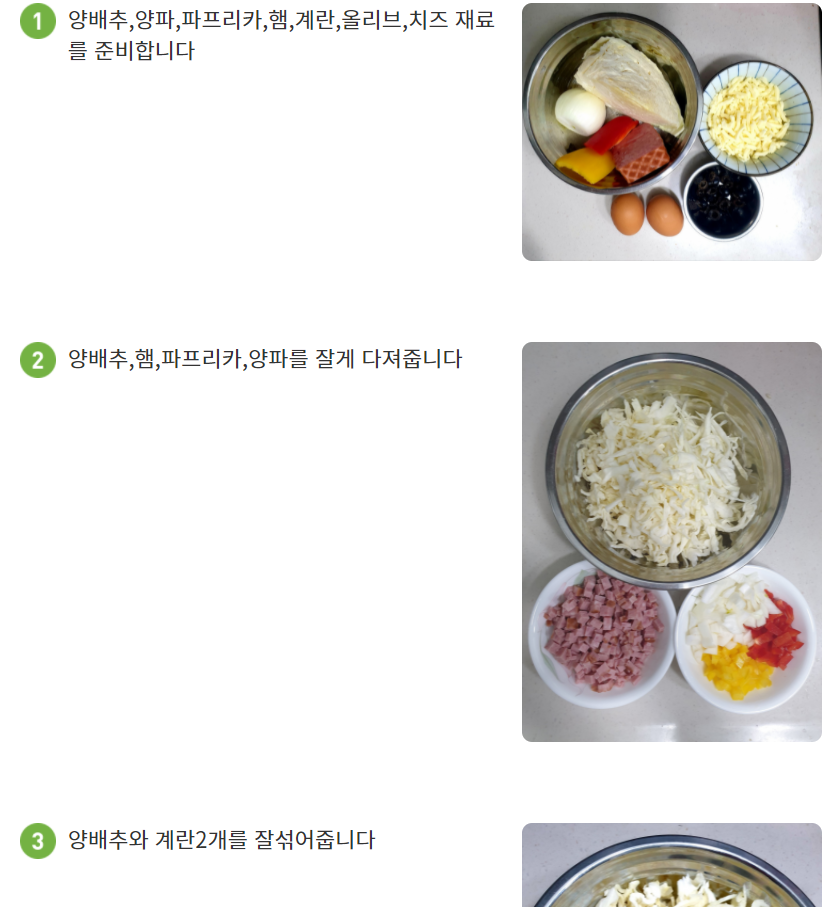 1 양배추,양파,파프리카,햄,계란,올리브,치즈 재료
를 준비합니다
2 양배추,햄,파프리카,양파를 잘게 다져줍니다
3 양배추와 계란2개를 잘섞어줍니다